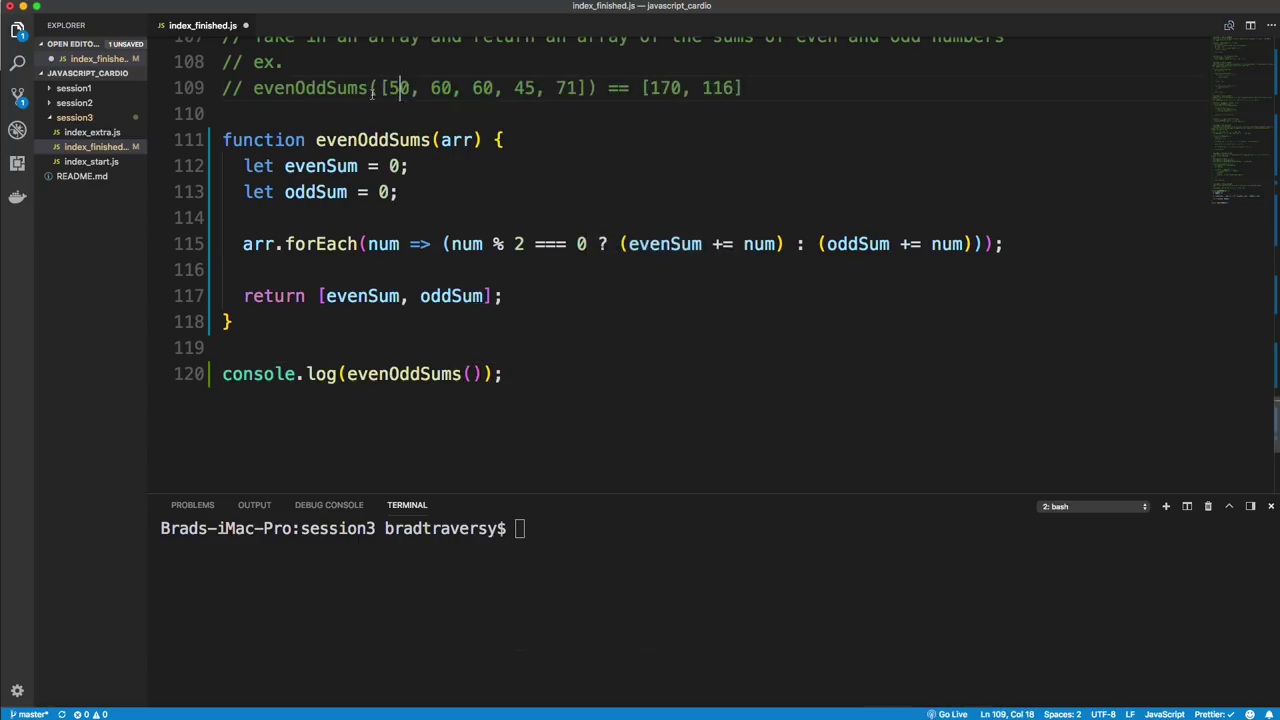 index_finished.js — javascript_cardio
EXPLORER
index_finished.js
OPEN EDITO... 1 UNSAVED
index_finishe... M
JAVASCRIPT_CARDIO
session1
session2
session3
index_extra.js
index_finished... M
index_start.js
README.md
107 // Take in an array and return an array of the sums of even and odd numbers
108 // ex.
109 // evenOddSums([50, 60, 60, 45, 71]) == [170, 116]
110
111 function evenOddSums(arr) {
112 let evenSum = 0;
113 let oddSum = 0;
114
115 arr.forEach(num => (num % 2 === 0 ? (evenSum += num) : (oddSum += num)));
116
117 return [evenSum, oddSum];
118 }
119
120 console.log(evenOddSums());
PROBLEMS OUTPUT DEBUG CONSOLE TERMINAL 2: bash
Brads-iMac-Pro:session3 bradtraversy$
master* 0 0 Go Live Ln 109, Col 18 Spaces: 2 UTF-8 LF JavaScript Prettier: ✓